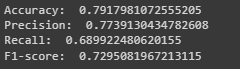 Accuracy:  0.7917981072555205
Precision:  0.7739130434782608
Recall:  0.689922480620155
F1-score:  0.7295081967213115